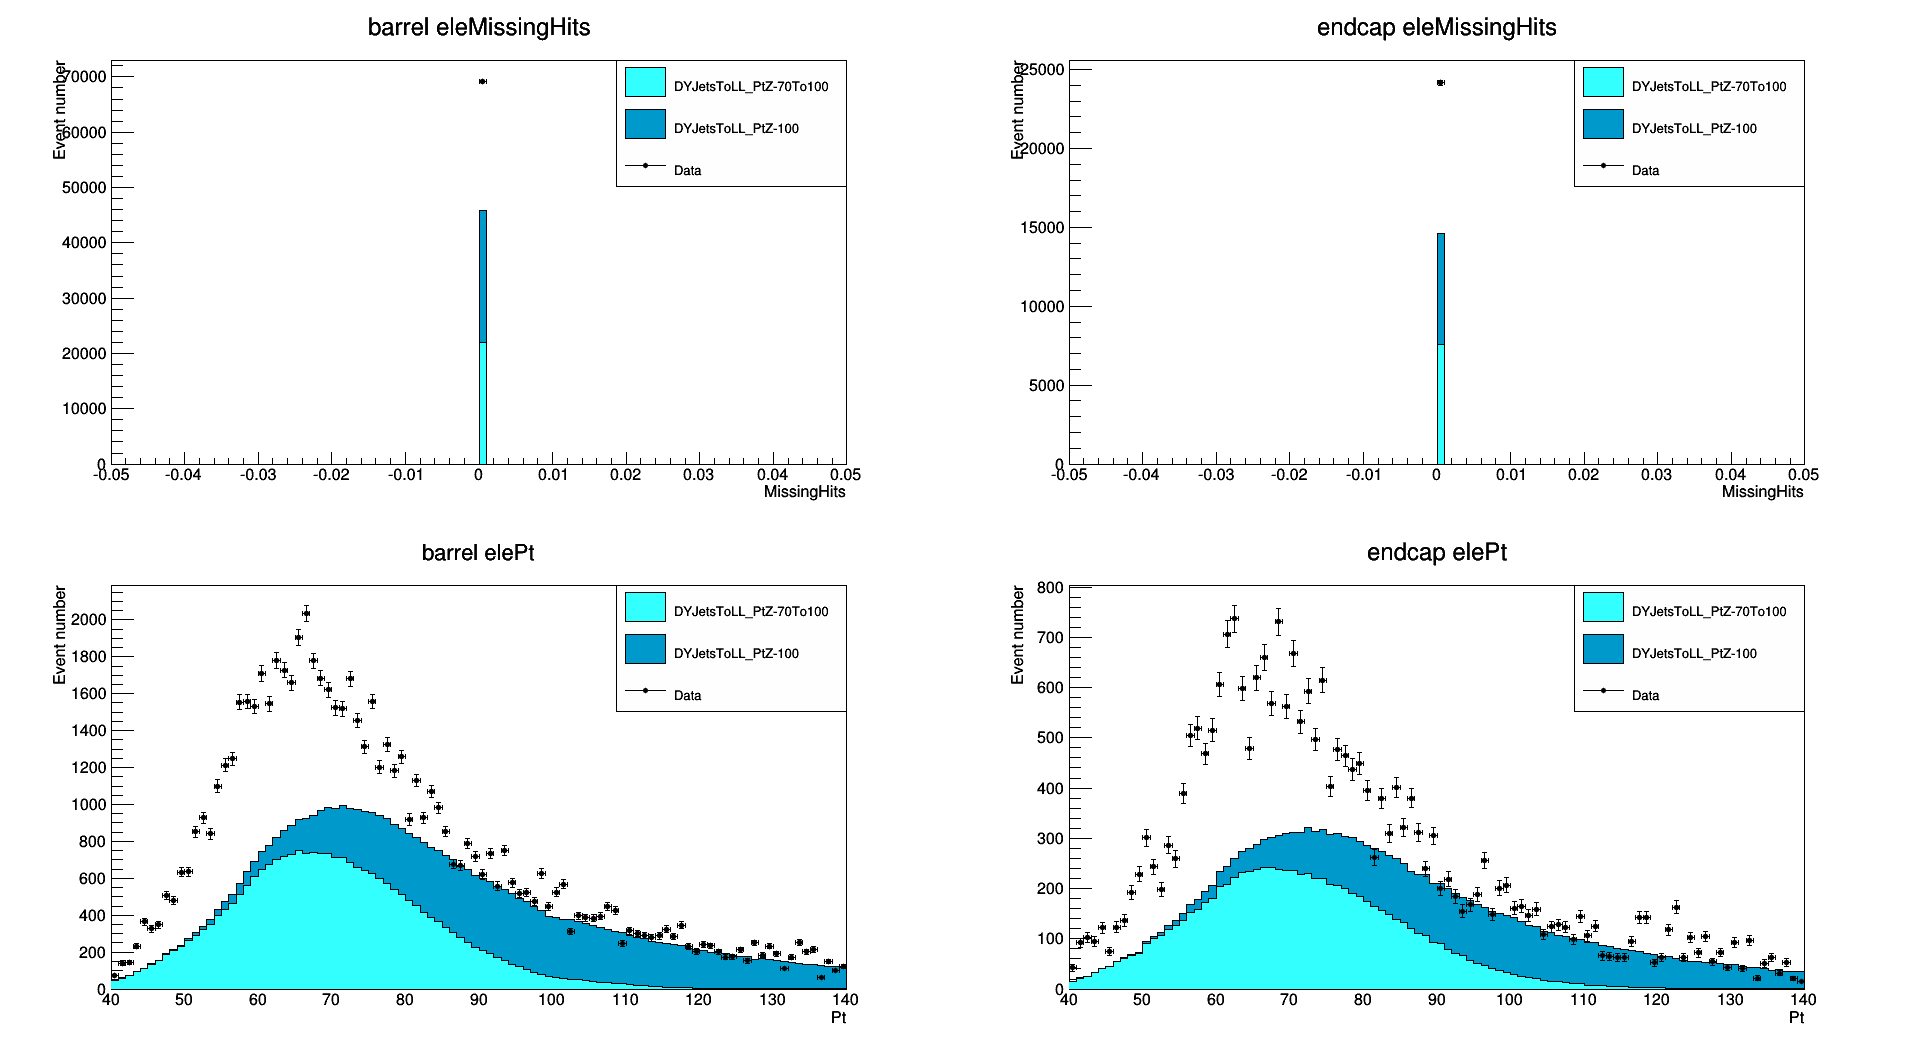 barrel eleMissingHits
Event number
70000
60000
50000
40000
30000
20000
10000
0
-0.05 -0.04 -0.03 -0.02 -0.01 0 0.01 0.02 0.03 0.04 0.05
MissingHits
DYJetsToLL_PtZ-70To100
DYJetsToLL_PtZ-100
Data
endcap eleMissingHits
Event number
25000
20000
15000
10000
5000
0
-0.05 -0.04 -0.03 -0.02 -0.01 0 0.01 0.02 0.03 0.04 0.05
MissingHits
DYJetsToLL_PtZ-70To100
DYJetsToLL_PtZ-100
Data
barrel elePt
Event number
2000
1800
1600
1400
1200
1000
800
600
400
200
0
40 50 60 70 80 90 100 110 120 130 140
Pt
DYJetsToLL_PtZ-70To100
DYJetsToLL_PtZ-100
Data
endcap elePt
Event number
800
700
600
500
400
300
200
100
0
40 50 60 70 80 90 100 110 120 130 140
Pt
DYJetsToLL_PtZ-70To100
DYJetsToLL_PtZ-100
Data